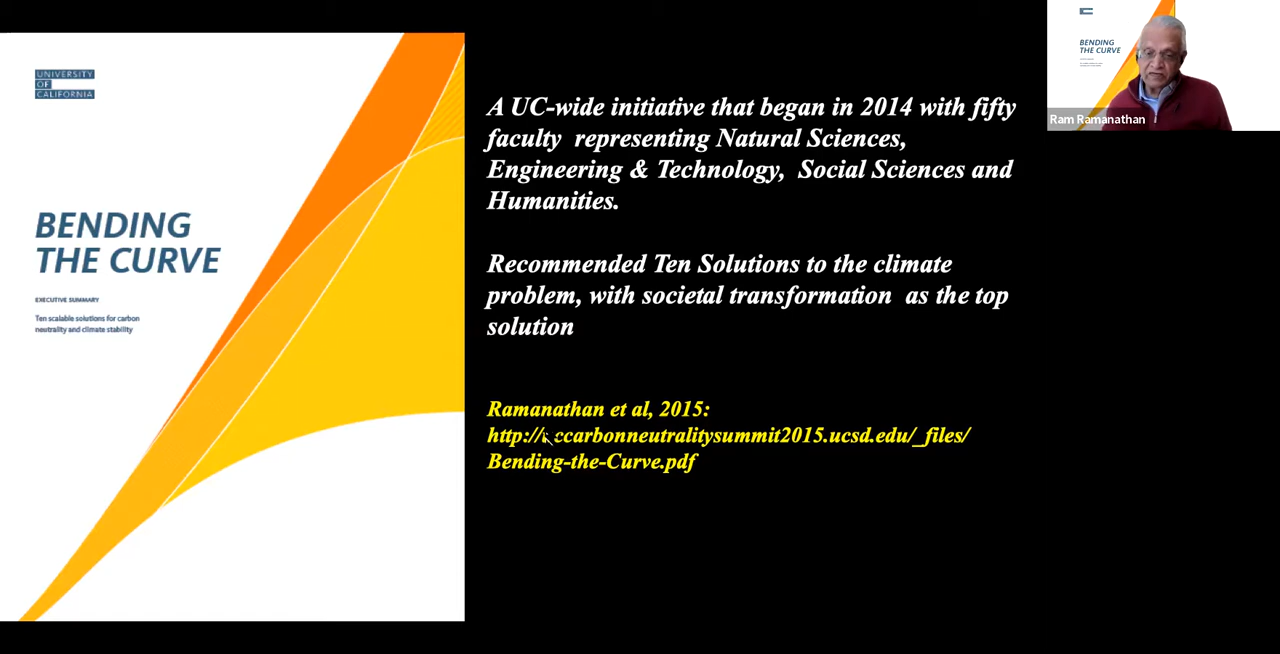 UNIVERSITY
OF
CALIFORNIA
BENDING
THE CURVE
EXECUTIVE SUMMARY
Ten scalable solutions for carbon
neutrality and climate stability
A UC-wide initiative that began in 2014 with fifty
faculty representing Natural Sciences,
Engineering & Technology, Social Sciences and
Humanities.
Recommended Ten Solutions to the climate
problem, with societal transformation as the top
solution
Ramanathan et al, 2015:
http://uccarbonneutralitysummit2015.ucsd.edu/_files/
Bending-the-Curve.pdf
BENDING
THE CURVE
Ram Ramanathan